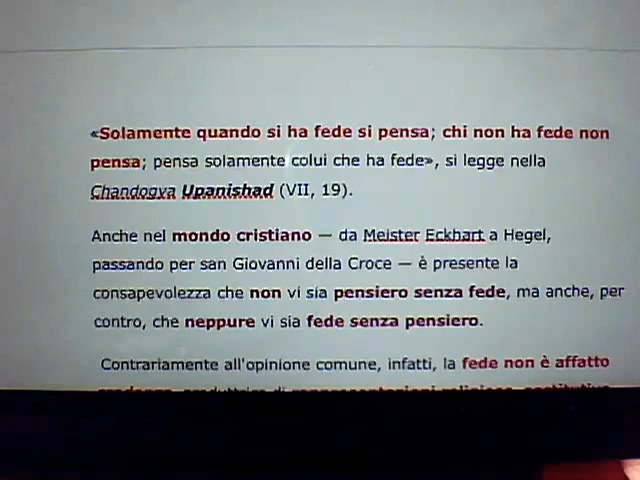 «Solamente quando si ha fede si pensa; chi non ha fede non
pensa; pensa solamente colui che ha fede», si legge nella
Chandogya Upanishad (VII, 19).
Anche nel mondo cristiano — da Meister Eckhart a Hegel,
passando per san Giovanni della Croce — è presente la
consapevolezza che non vi sia pensiero senza fede, ma anche, per
contro, che neppure vi sia fede senza pensiero.
Contrariamente all'opinione comune, infatti, la fede non è affatto